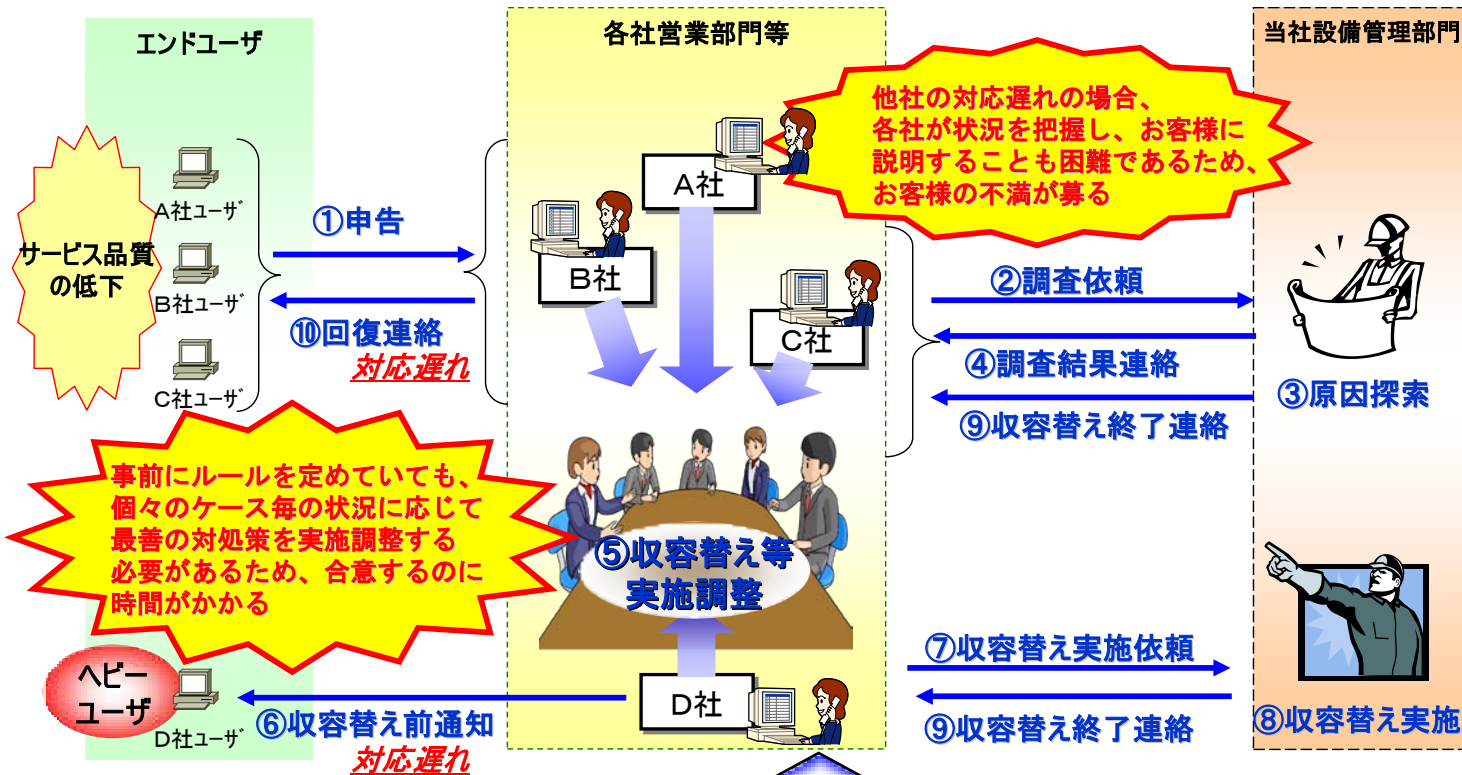 エンドユーザ
各社営業部門等
当社設備管理部門
他社の対応遅れの場合、
各社が状況を把握し、お客様に
説明することも困難であるため、
お客様の不満が募る
A社
B社
C社
A社ユーザ
B社ユーザ
C社ユーザ
サービス品質
の低下
①申告
⑩回復連絡
対応遅れ
②調査依頼
④調査結果連絡
⑨収容替え終了連絡
③原因探索
事前にルールを定めていても、
個々のケース毎の状況に応じて
最善の対処策を実施調整する
必要があるため、合意するのに
時間がかかる
⑤収容替え等
実施調整
ヘビー
ユーザ
D社ユーザ
⑥収容替え前通知
対応遅れ
D社
⑦収容替え実施依頼
⑨収容替え終了連絡
⑧収容替え実施